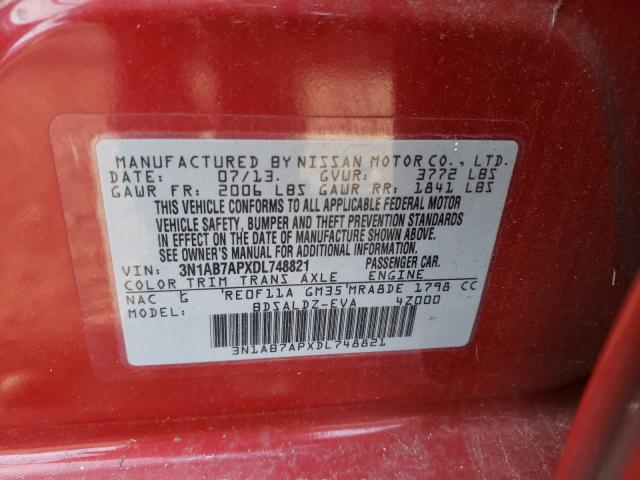 MANUFACTURED BY NISSAN MOTOR CO., LTD.
DATE: 07/13. GVWR: 3772 LBS
GAWR FR: 2006 LBS GAWR RR: 1841 LBS
THIS VEHICLE CONFORMS TO ALL APPLICABLE FEDERAL MOTOR
VEHICLE SAFETY, BUMPER AND THEFT PREVENTION STANDARDS
IN EFFECT ON THE DATE OF MANUFACTURE SHOWN ABOVE.
SEE OWNER'S MANUAL FOR ADDITIONAL INFORMATION.
VIN: 3N1AB7APXDL748821 PASSENGER CAR.
COLOR TRIM TRANS AXLE ENGINE
NAC G RE0F11A GM35 MRA8DE 1798 CC
MODEL: BDSALDZ-EVA 4Z000
3N1AB7APXDL748821